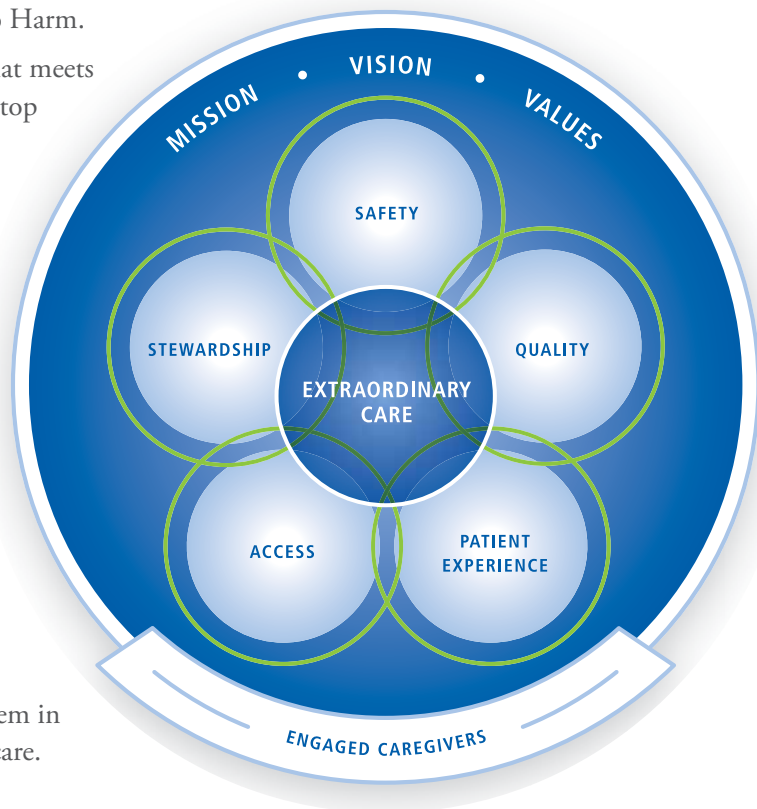 Harm.
at meets
top
MISSION • VISION • VALUES
SAFETY
STEWARDSHIP
QUALITY
EXTRAORDINARY
CARE
ACCESS
PATIENT
EXPERIENCE
em in
care.
ENGAGED CAREGIVERS